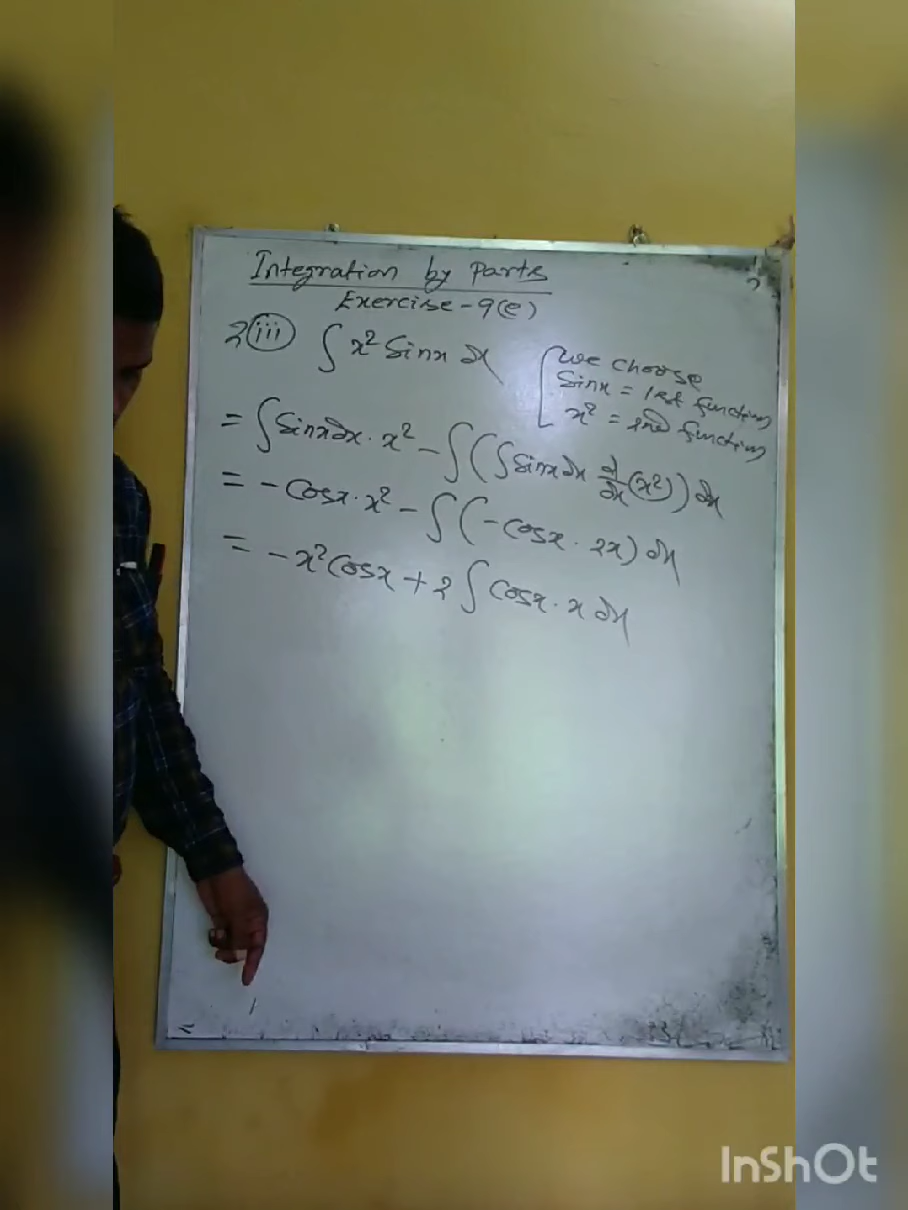 Integration by Parts
Exercise - 9(e)
2 (iii) ∫ x² Sinx dx
[ We choose
Sinx = 1st function
x² = 2nd function
= ∫ Sinx dx · x² - ∫ ( ∫ Sinx dx d/dx (x²) ) dx
= - Cosx · x² - ∫ ( - Cosx · 2x ) dx
= - x² Cosx + 2 ∫ Cosx · x dx
InShOt